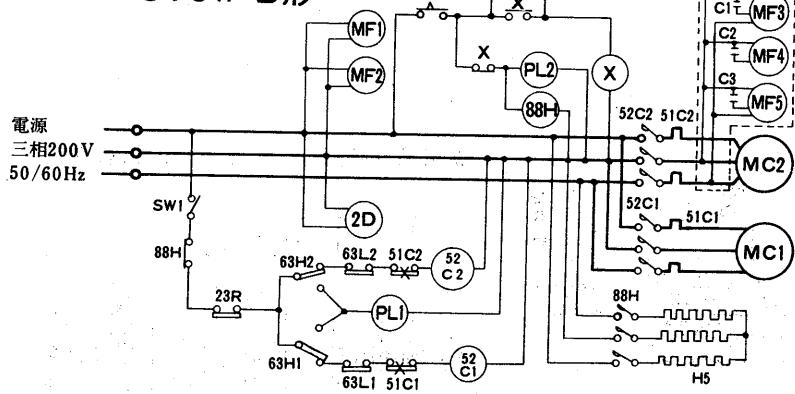 C1
MF3
MF1
X
C2
MF4
X
MF2
PL2
X
C3
MF5
88H
電源
52C2 51C2
三相200V
MC2
50/60Hz
SW1
2D
52C1
51C1
88H
63H2
63L2
51C2
52
C2
MC1
23R
PL1
88H
63H1
63L1
51C1
52
C1
H5